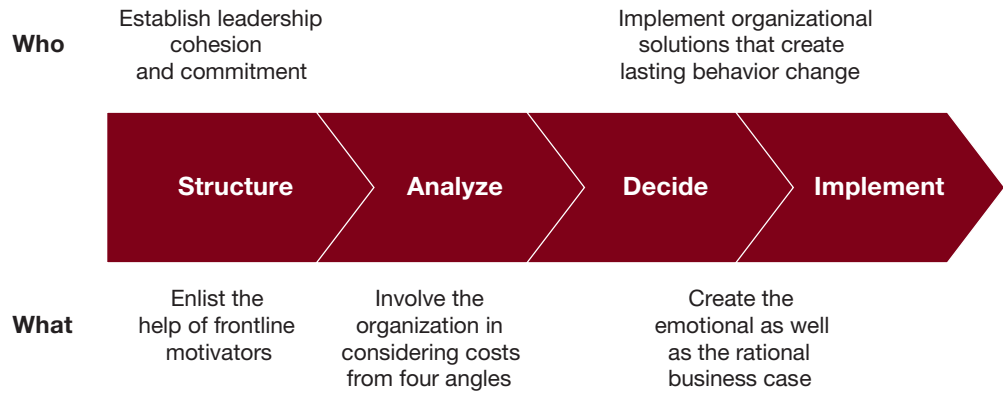 Who
Establish leadership
cohesion
and commitment
Implement organizational
solutions that create
lasting behavior change
Structure
Analyze
Decide
Implement
What
Enlist the
help of frontline
motivators
Involve the
organization in
considering costs
from four angles
Create the
emotional as well
as the rational
business case